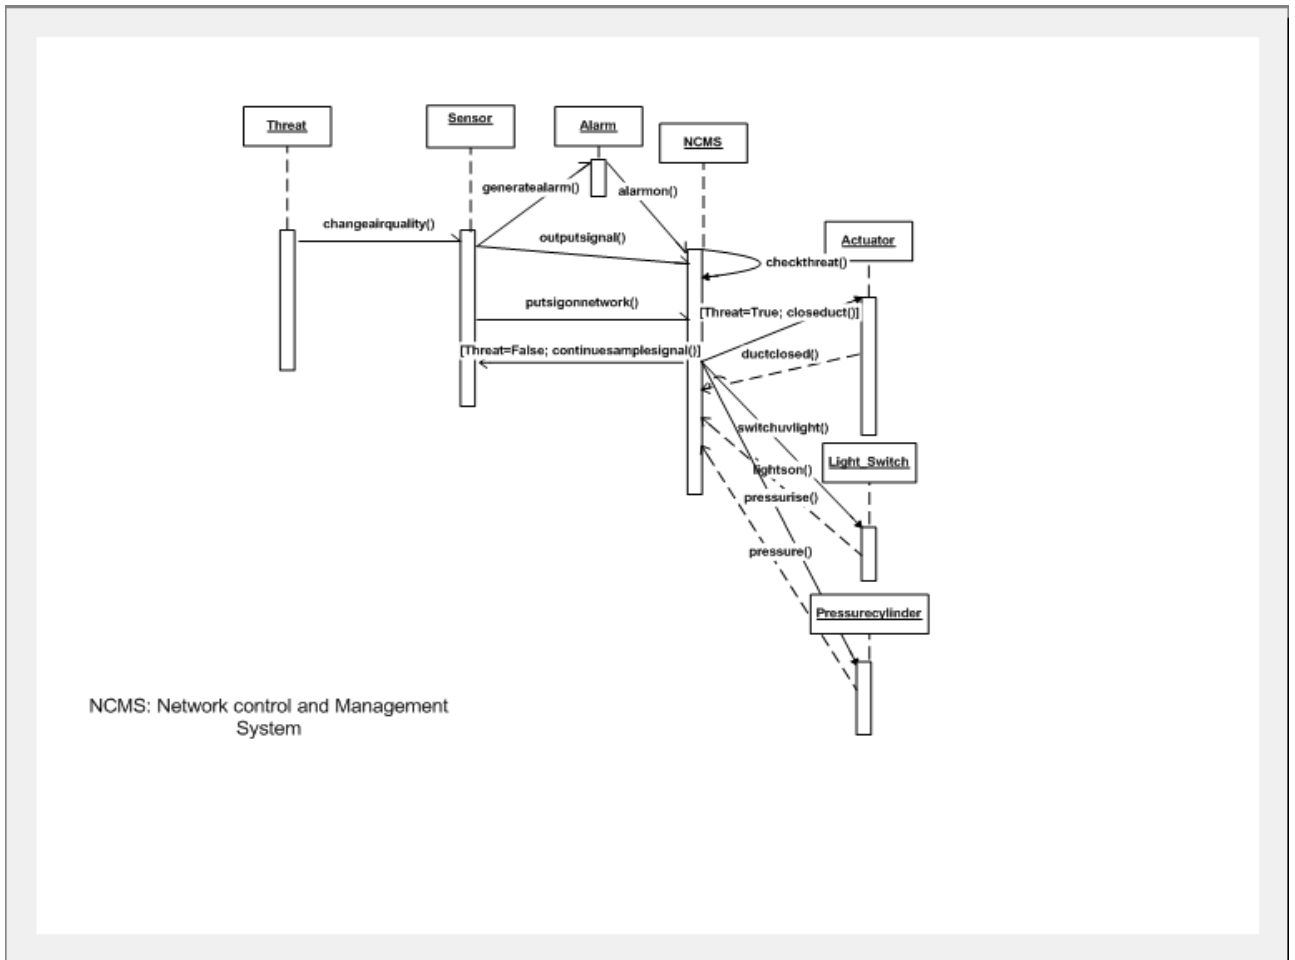 Threat
Sensor
Alarm
NCMS
generatealarm()
alarmon()
changeairquality()
outputsignal()
Actuator
checkthreat()
putsigonnetwork()
[Threat=True; closeduct()]
[Threat=False; continuesamplesignal()]
ductclosed()
switchuvlight()
Light_Switch
lightson()
pressurise()
pressure()
Pressurecylinder
NCMS: Network control and Management
System